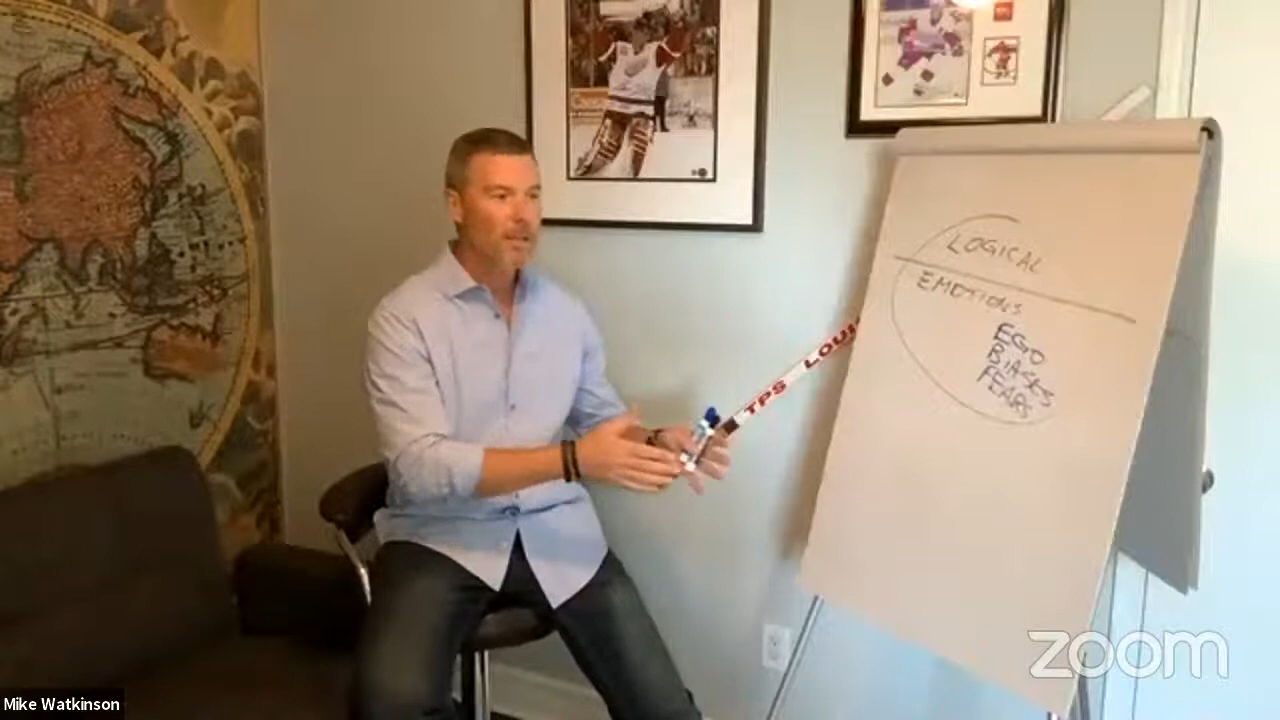 LOGICAL
EMOTIONS
EGO
BIASES
FEARS
TPS LOUI
zoom
Mike Watkinson